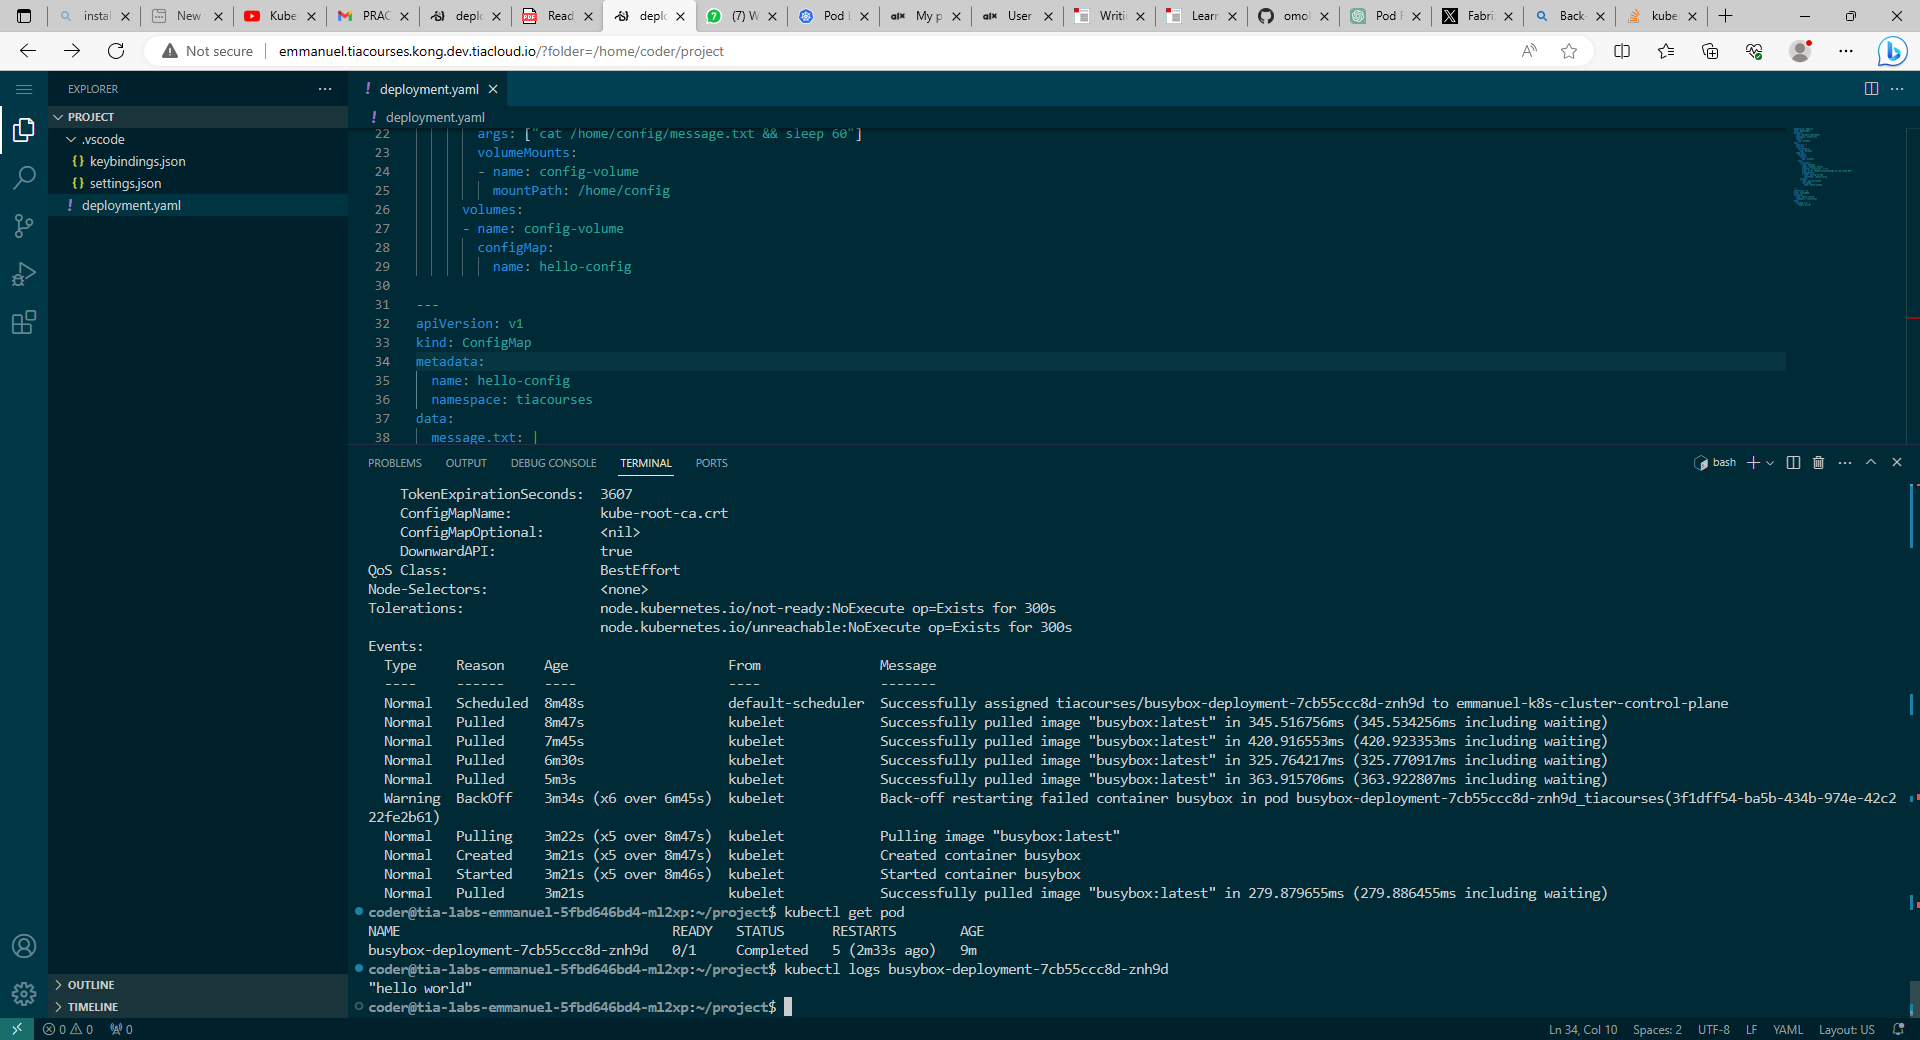 insta
New
Kube
PRAC
deplo
Read
deplo
(7) W
Pod L
My p
User
Writin
Learn
omol
Pod F
Fabri
Back-
kube
Not secure
emmanuel.tiacourses.kong.dev.tiacloud.io/?folder=/home/coder/project
EXPLORER
PROJECT
.vscode
{} keybindings.json
{} settings.json
! deployment.yaml
OUTLINE
TIMELINE
! deployment.yaml
! deployment.yaml
22 args: ["cat /home/config/message.txt && sleep 60"]
23 volumeMounts:
24 - name: config-volume
25 mountPath: /home/config
26 volumes:
27 - name: config-volume
28 configMap:
29 name: hello-config
30
31 ---
32 apiVersion: v1
33 kind: ConfigMap
34 metadata:
35 name: hello-config
36 namespace: tiacourses
37 data:
38 message.txt: |
PROBLEMS OUTPUT DEBUG CONSOLE TERMINAL PORTS
bash
TokenExpirationSeconds: 3607
ConfigMapName: kube-root-ca.crt
ConfigMapOptional: <nil>
DownwardAPI: true
QoS Class: BestEffort
Node-Selectors: <none>
Tolerations: node.kubernetes.io/not-ready:NoExecute op=Exists for 300s
node.kubernetes.io/unreachable:NoExecute op=Exists for 300s
Events:
Type Reason Age From Message
---- ------ ---- ---- -------
Normal Scheduled 8m48s default-scheduler Successfully assigned tiacourses/busybox-deployment-7cb55ccc8d-znh9d to emmanuel-k8s-cluster-control-plane
Normal Pulled 8m47s kubelet Successfully pulled image "busybox:latest" in 345.516756ms (345.534256ms including waiting)
Normal Pulled 7m45s kubelet Successfully pulled image "busybox:latest" in 420.916553ms (420.923353ms including waiting)
Normal Pulled 6m30s kubelet Successfully pulled image "busybox:latest" in 325.764217ms (325.770917ms including waiting)
Normal Pulled 5m3s kubelet Successfully pulled image "busybox:latest" in 363.915706ms (363.922807ms including waiting)
Warning BackOff 3m34s (x6 over 6m45s) kubelet Back-off restarting failed container busybox in pod busybox-deployment-7cb55ccc8d-znh9d_tiacourses(3f1dff54-ba5b-434b-974e-42c2
22fe2b61)
Normal Pulling 3m22s (x5 over 8m47s) kubelet Pulling image "busybox:latest"
Normal Created 3m21s (x5 over 8m47s) kubelet Created container busybox
Normal Started 3m21s (x5 over 8m46s) kubelet Started container busybox
Normal Pulled 3m21s kubelet Successfully pulled image "busybox:latest" in 279.879655ms (279.886455ms including waiting)
coder@tia-labs-emmanuel-5fbd646bd4-ml2xp:~/project$ kubectl get pod
NAME READY STATUS RESTARTS AGE
busybox-deployment-7cb55ccc8d-znh9d 0/1 Completed 5 (2m33s ago) 9m
coder@tia-labs-emmanuel-5fbd646bd4-ml2xp:~/project$ kubectl logs busybox-deployment-7cb55ccc8d-znh9d
"hello world"
coder@tia-labs-emmanuel-5fbd646bd4-ml2xp:~/project$
0 0 0 Ln 34, Col 10 Spaces: 2 UTF-8 LF YAML Layout: US